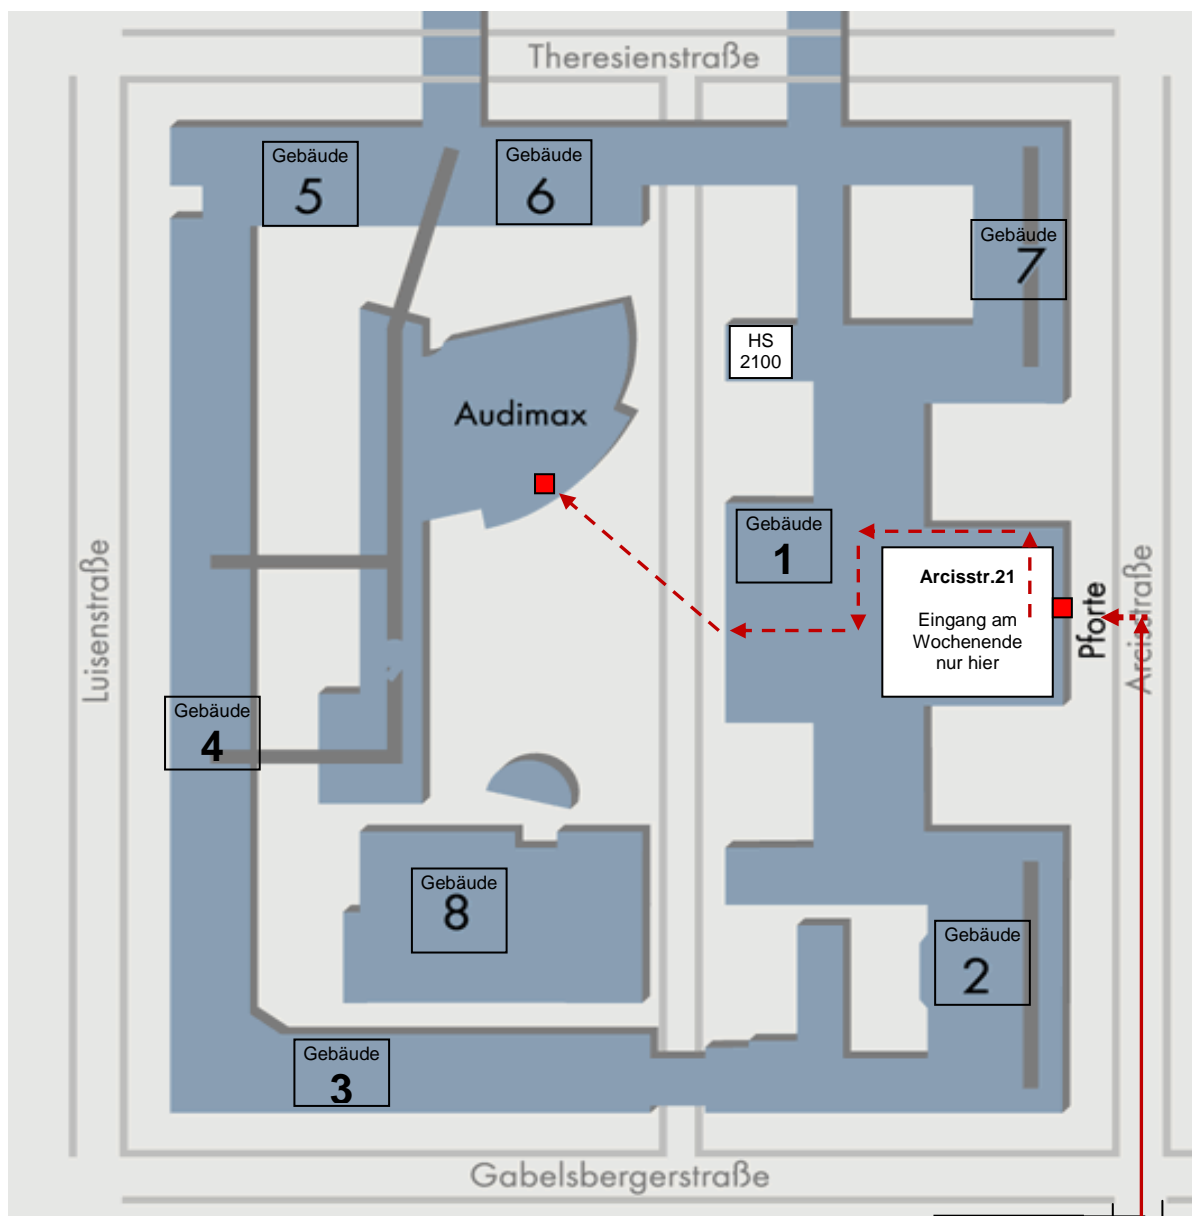 Theresienstraße
Gebäude
5
Gebäude
6
Gebäude
7
HS
2100
Audimax
Gebäude
1
Arcisstr.21
Eingang am
Wochenende
nur hier
Pforte
Arcisstraße
Luisenstraße
Gebäude
4
Gebäude
8
Gebäude
2
Gebäude
3
Gabelsbergerstraße